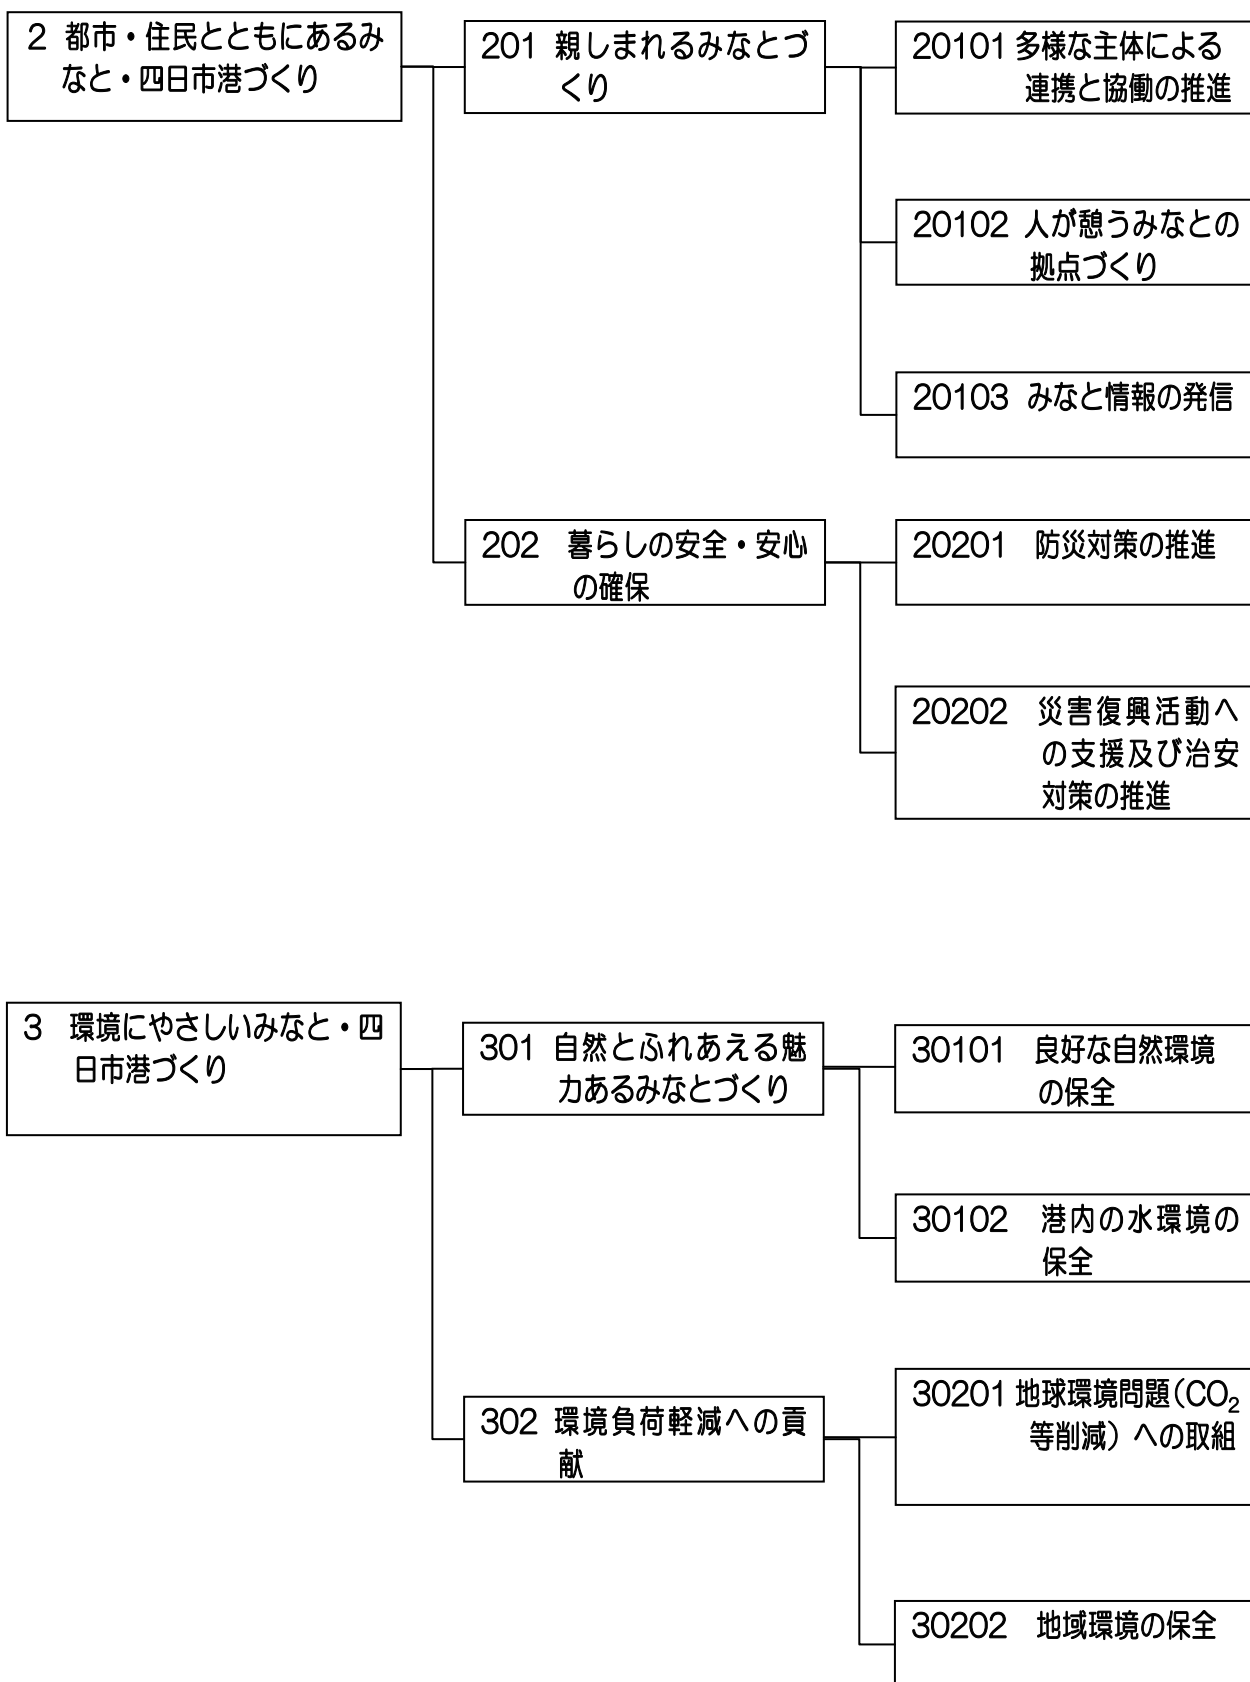 2 都市・住民とともにあるみ
なと・四日市港づくり
201 親しまれるみなとづ
くり
20101 多様な主体による
連携と協働の推進
20102 人が憩うみなとの
拠点づくり
20103 みなと情報の発信
202 暮らしの安全・安心
の確保
20201 防災対策の推進
20202 災害復興活動へ
の支援及び治安
対策の推進
3 環境にやさしいみなと・四
日市港づくり
301 自然とふれあえる魅
力あるみなとづくり
30101 良好な自然環境
の保全
30102 港内の水環境の
保全
302 環境負荷軽減への貢
献
30201 地球環境問題（CO₂
等削減）への取組
30202 地域環境の保全